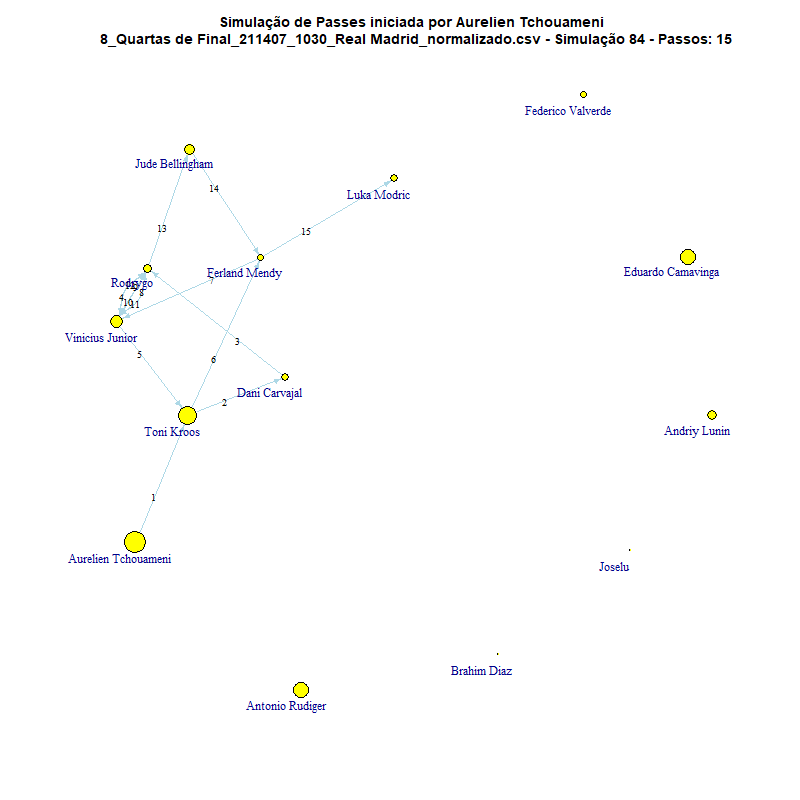 Simulação de Passes iniciada por Aurelien Tchouameni
8_Quartas de Final_211407_1030_Real Madrid_normalizado.csv - Simulação 84 - Passos: 15
Federico Valverde
Jude Bellingham
14
Luka Modric
13
15
Ferland Mendy
Eduardo Camavinga
Rodrygo
7
4
8
10
11
Vinicius Junior
5
3
6
Dani Carvajal
2
Toni Kroos
Andriy Lunin
1
Aurelien Tchouameni
Joselu
Brahim Diaz
Antonio Rudiger